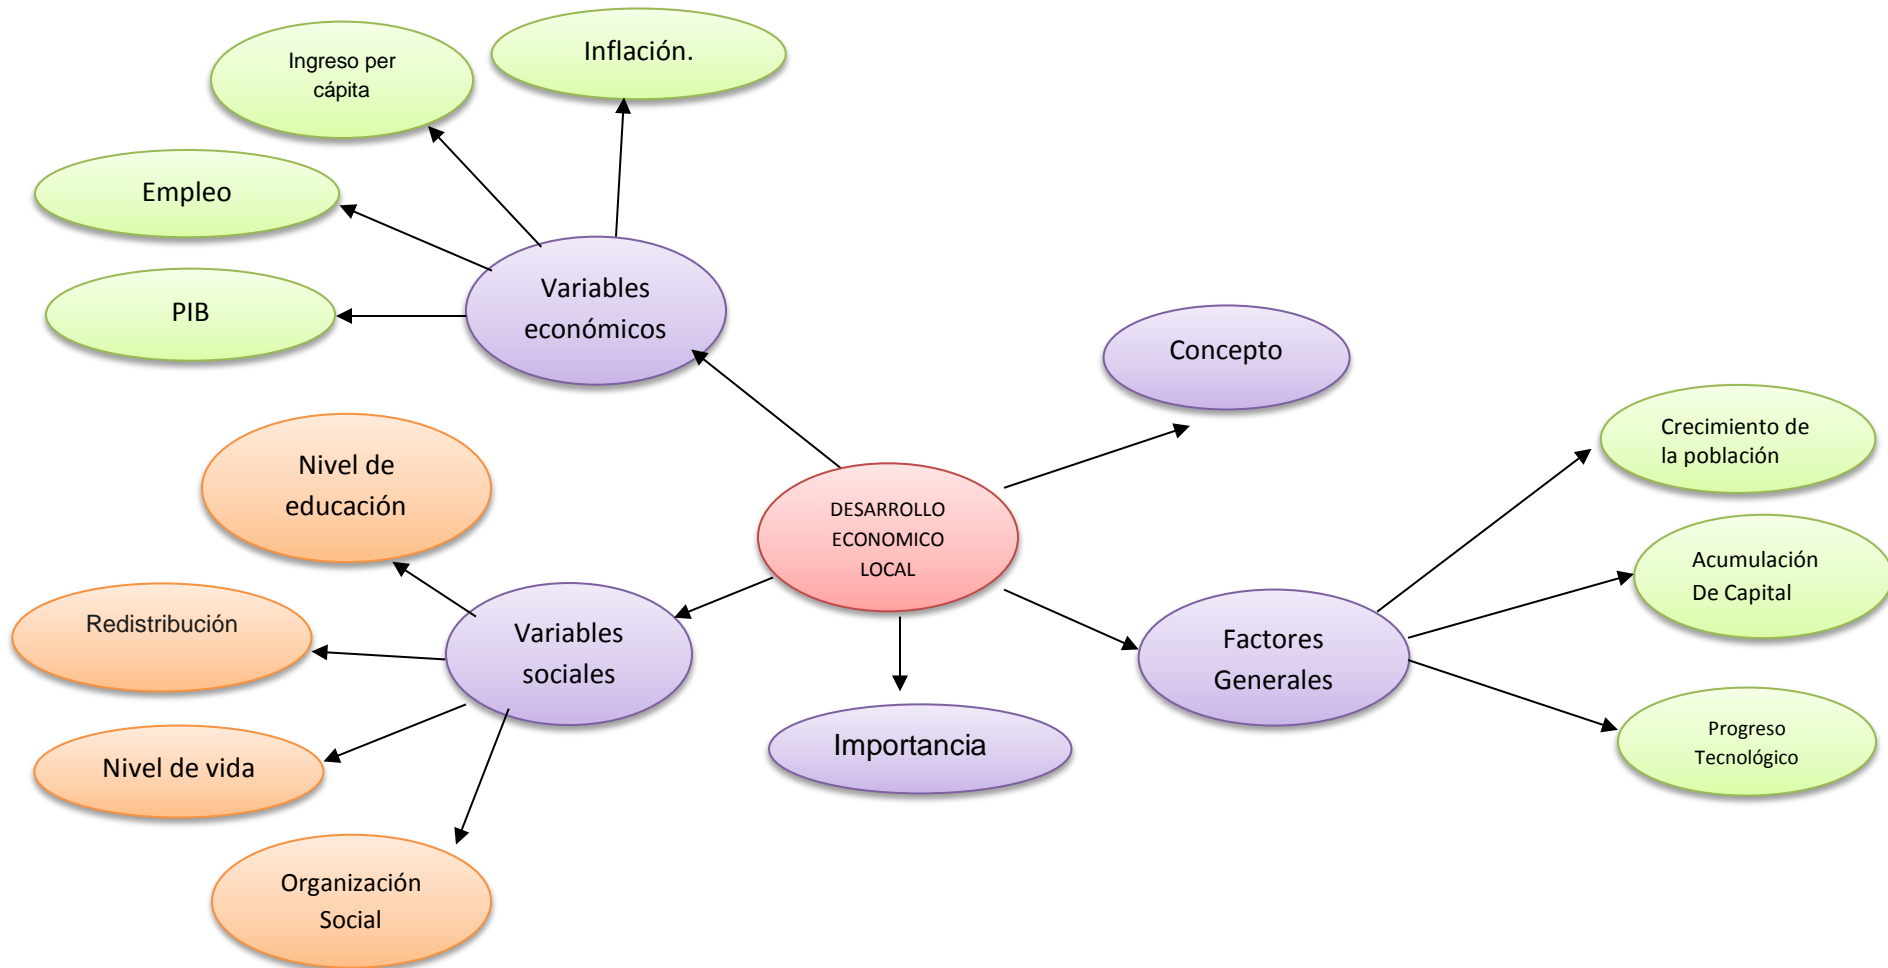 Inflación.
Ingreso per
cápita
Empleo
PIB
Variables
económicos
Concepto
Nivel de
educación
Redistribución
Nivel de vida
Organización
Social
Variables
sociales
DESARROLLO
ECONOMICO
LOCAL
Importancia
Factores
Generales
Crecimiento de
la población
Acumulación
De Capital
Progreso
Tecnológico